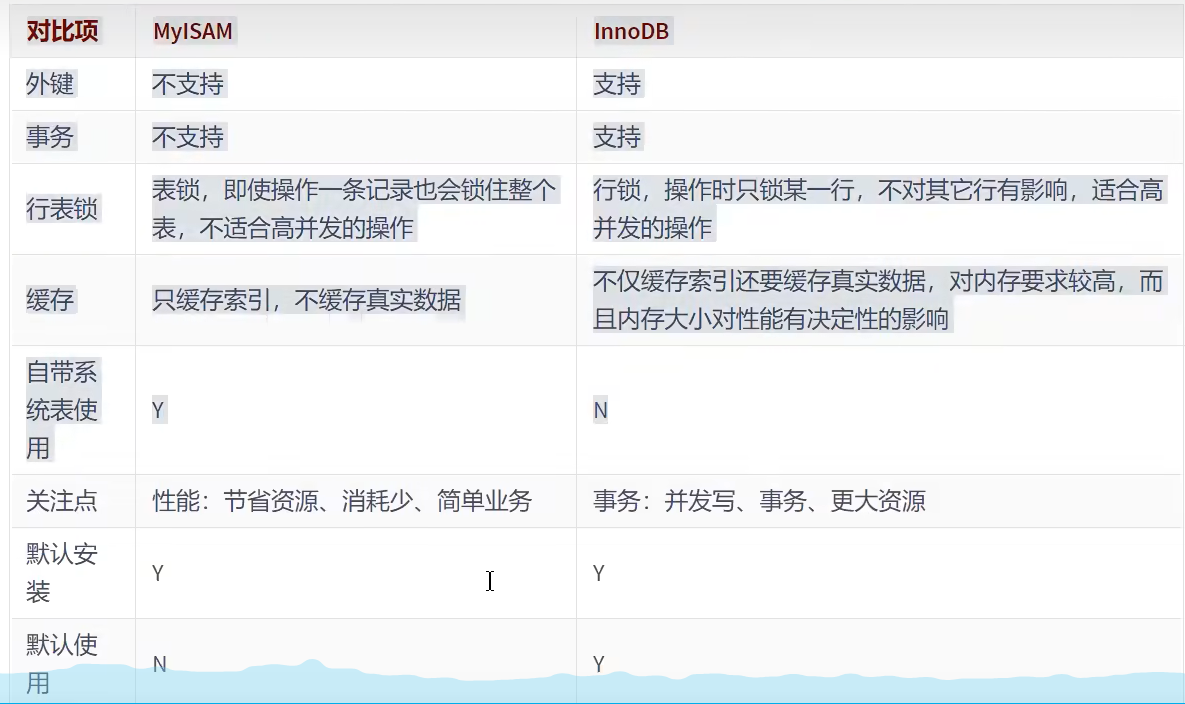 对比项 MyISAM InnoDB
外键 不支持 支持
事务 不支持 支持
行表锁 表锁，即使操作一条记录也会锁住整个 行锁，操作时只锁某一行，不对其它行有影响，适合高
表，不适合高并发的操作 并发的操作
缓存 只缓存索引，不缓存真实数据 不仅缓存索引还要缓存真实数据，对内存要求较高，而
且内存大小对性能有决定性的影响
自带系
统表使 Y N
用
关注点 性能：节省资源、消耗少、简单业务 事务：并发写、事务、更大资源
默认安 Y Y
装
默认使 N Y
用